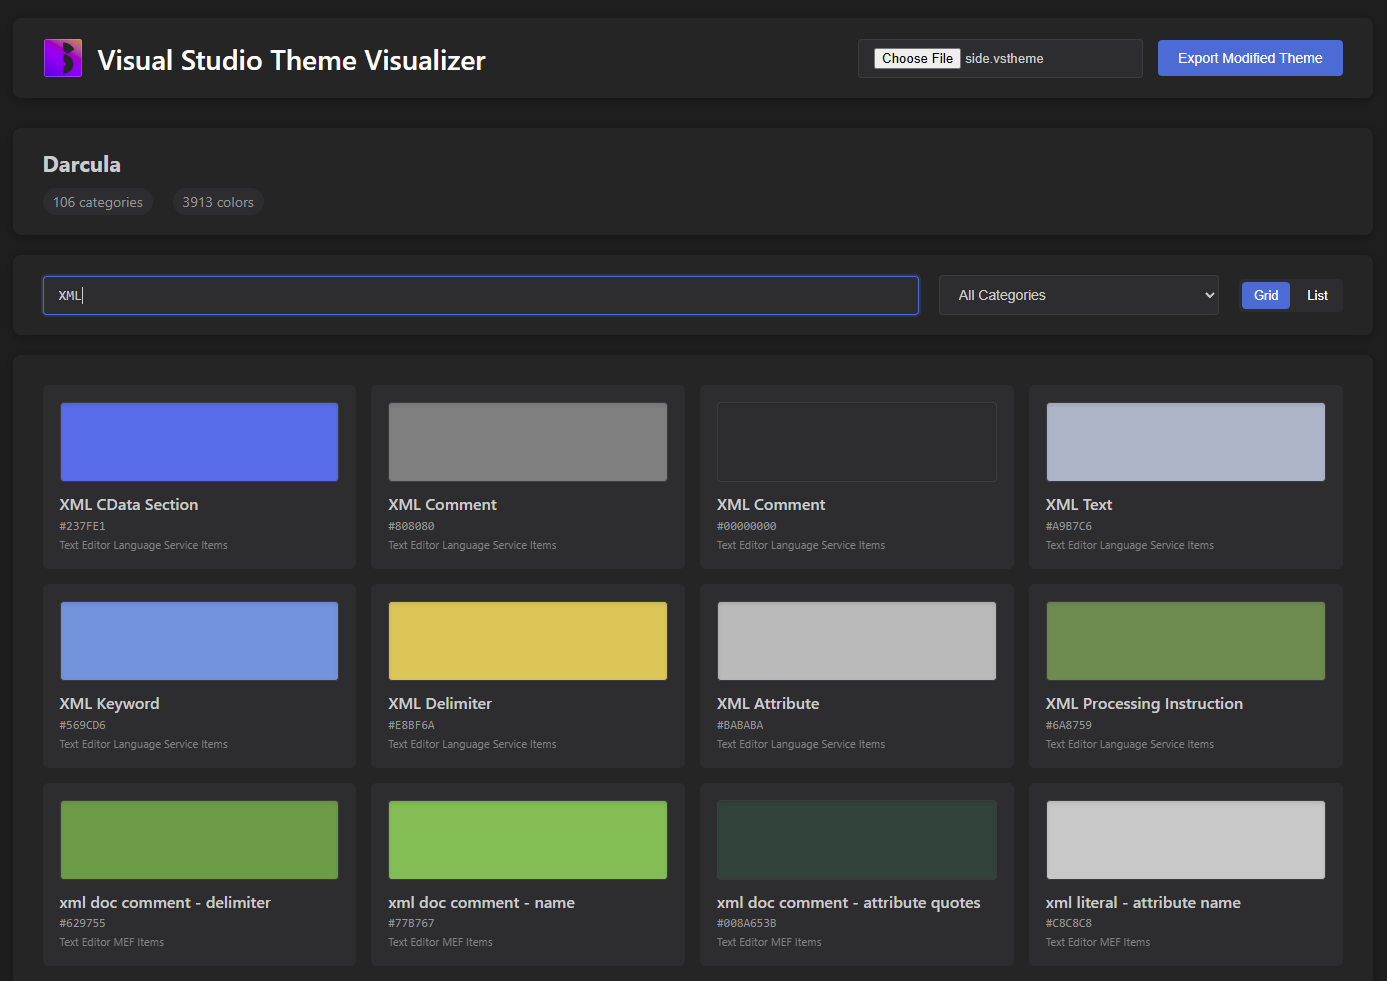 Visual Studio Theme Visualizer
Choose File side.vstheme
Export Modified Theme
Darcula
106 categories
3913 colors
XML
All Categories
Grid
List
XML CData Section
#237FE1
Text Editor Language Service Items
XML Comment
#808080
Text Editor Language Service Items
XML Comment
#00000000
Text Editor Language Service Items
XML Text
#A9B7C6
Text Editor Language Service Items
XML Keyword
#569CD6
Text Editor Language Service Items
XML Delimiter
#E8BF6A
Text Editor Language Service Items
XML Attribute
#BABABA
Text Editor Language Service Items
XML Processing Instruction
#6A8759
Text Editor Language Service Items
xml doc comment - delimiter
#629755
Text Editor MEF Items
xml doc comment - name
#77B767
Text Editor MEF Items
xml doc comment - attribute quotes
#008A653B
Text Editor MEF Items
xml literal - attribute name
#C8C8C8
Text Editor MEF Items